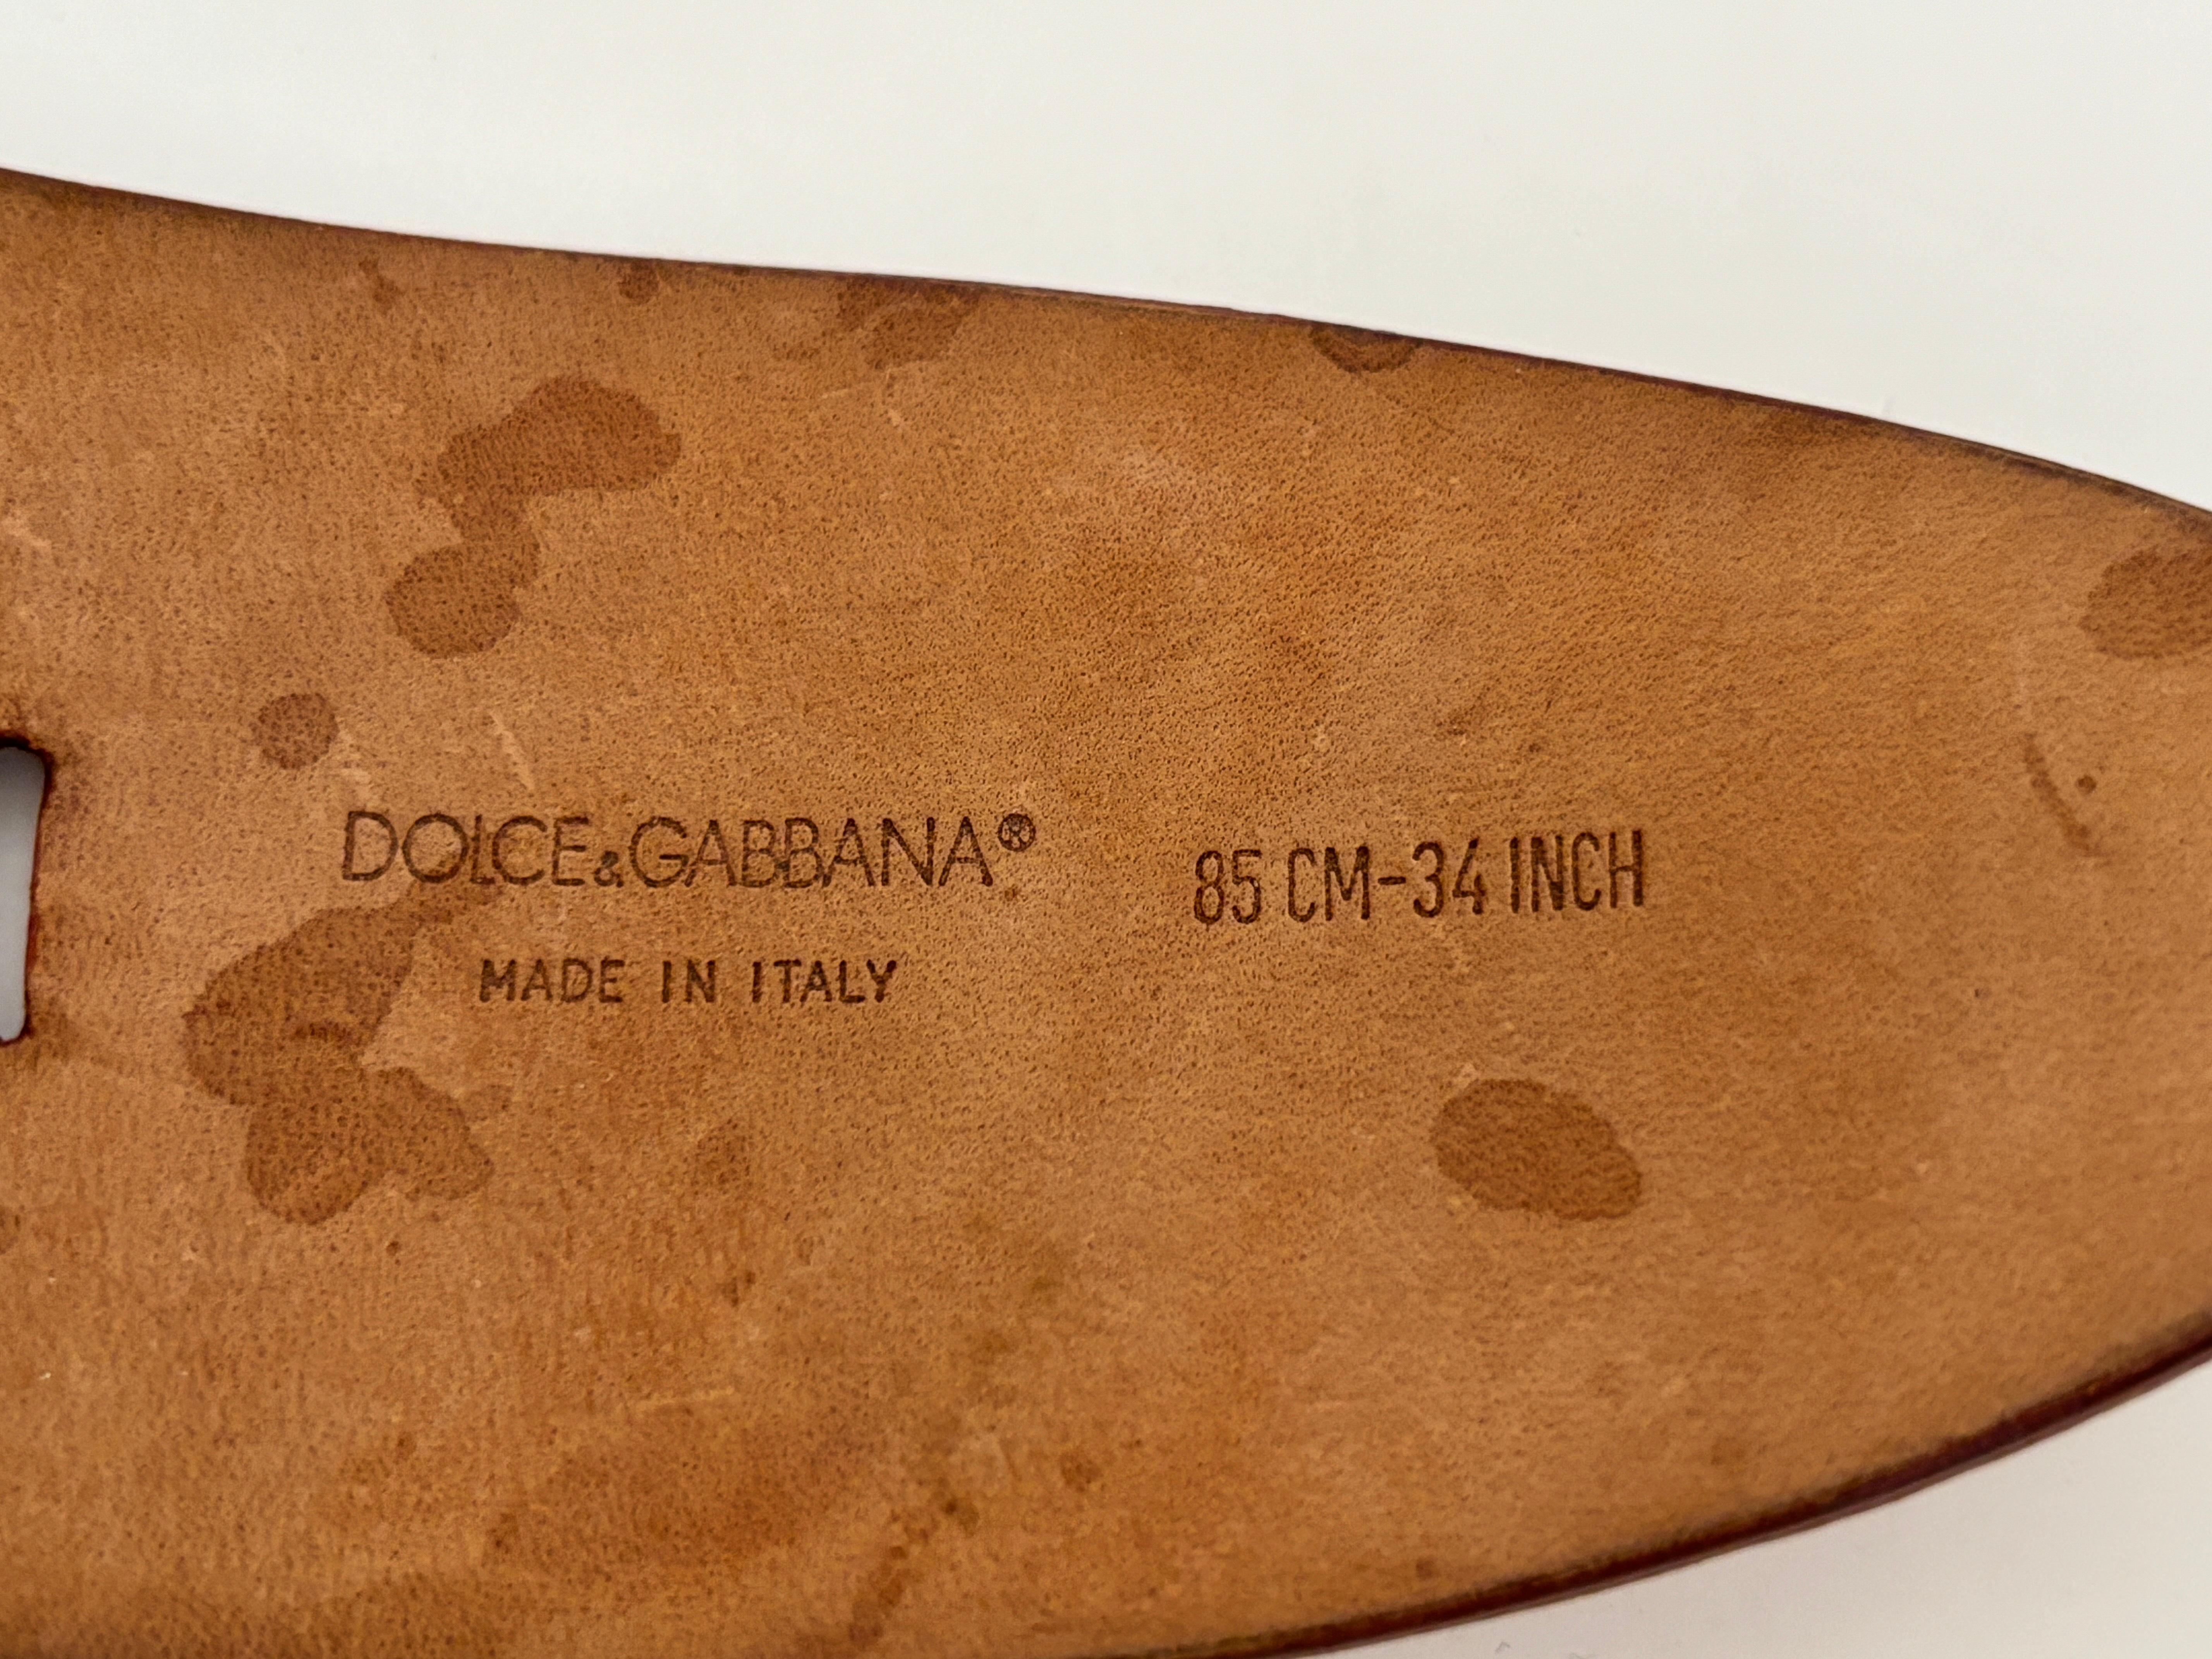 DOLCE&GABBANA®
MADE IN ITALY
85 CM-34 INCH